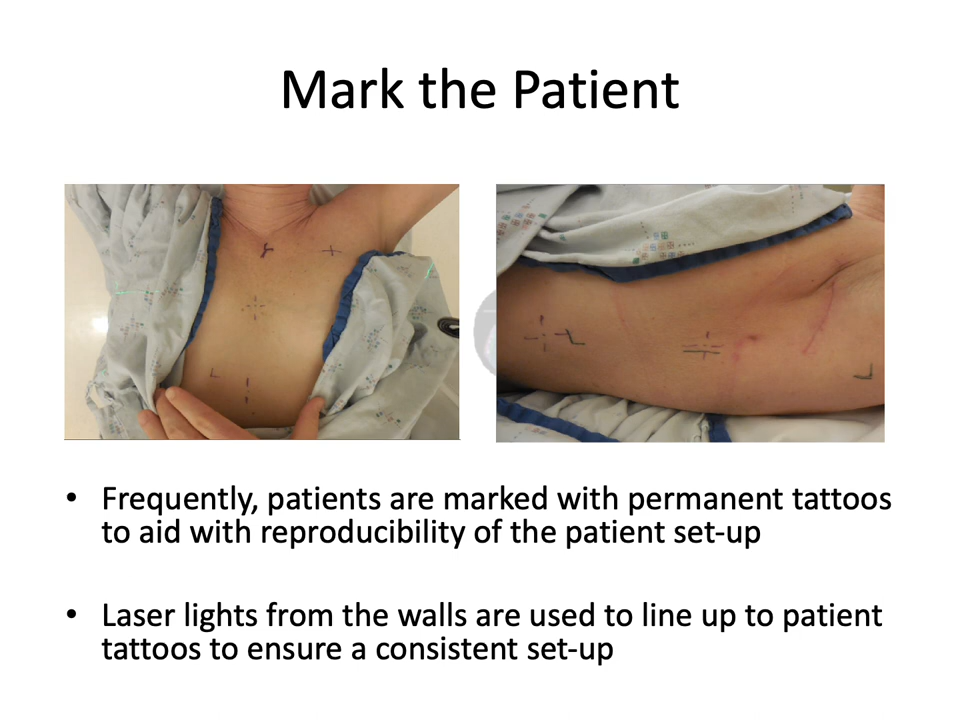 Mark the Patient
• Frequently, patients are marked with permanent tattoos
to aid with reproducibility of the patient set-up
• Laser lights from the walls are used to line up to patient
tattoos to ensure a consistent set-up